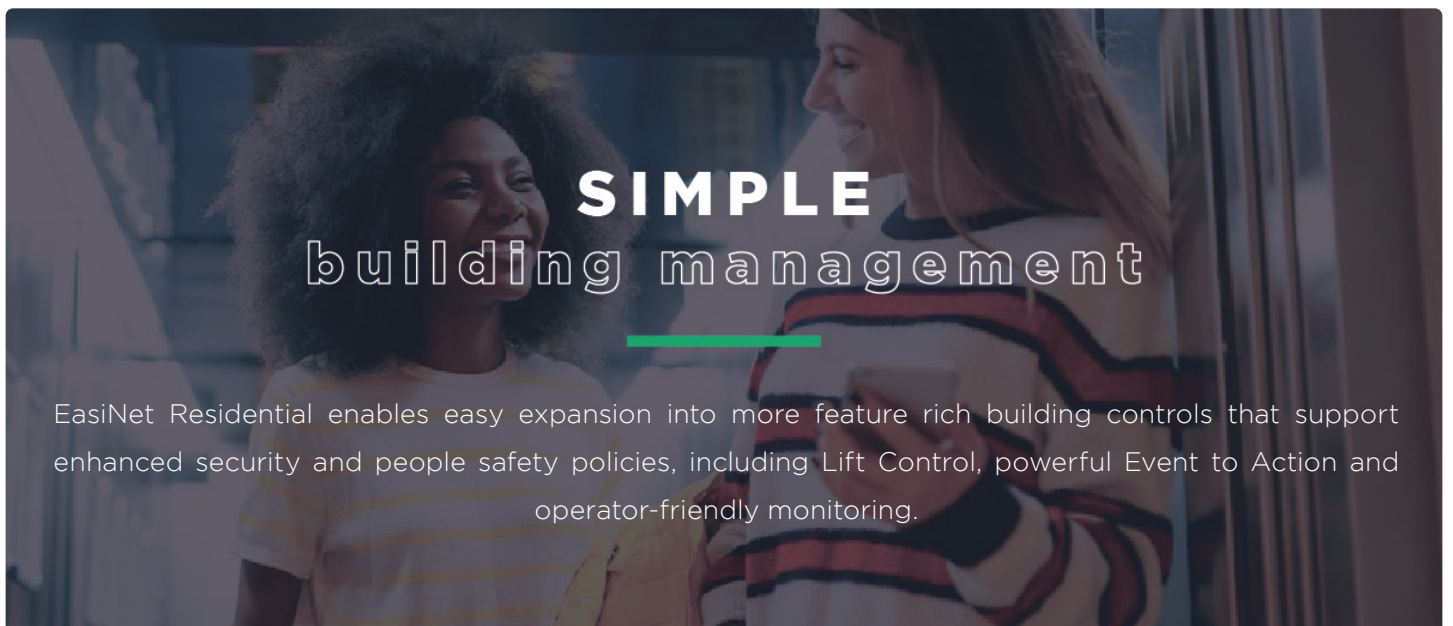 SIMPLE
building management
EasiNet Residential enables easy expansion into more feature rich building controls that support
enhanced security and people safety policies, including Lift Control, powerful Event to Action and
operator-friendly monitoring.